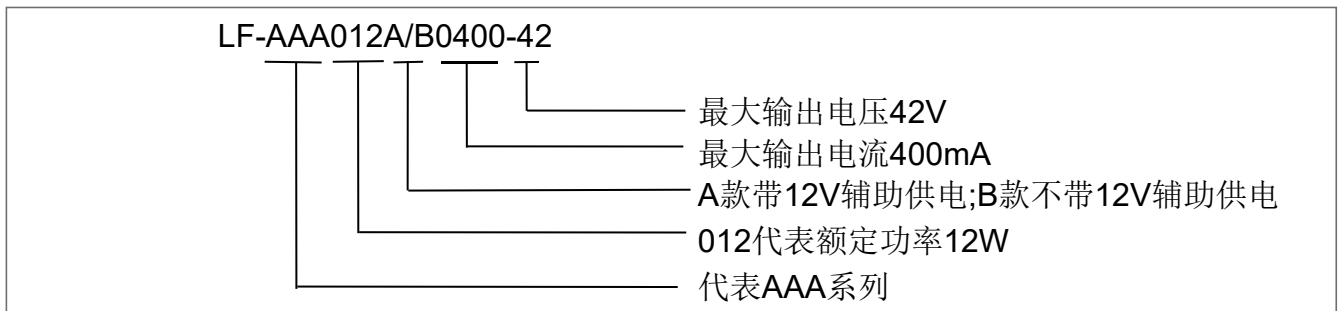 LF-AAA012A/B0400-42
最大输出电压42V
最大输出电流400mA
A款带12V辅助供电;B款不带12V辅助供电
012代表额定功率12W
代表AAA系列